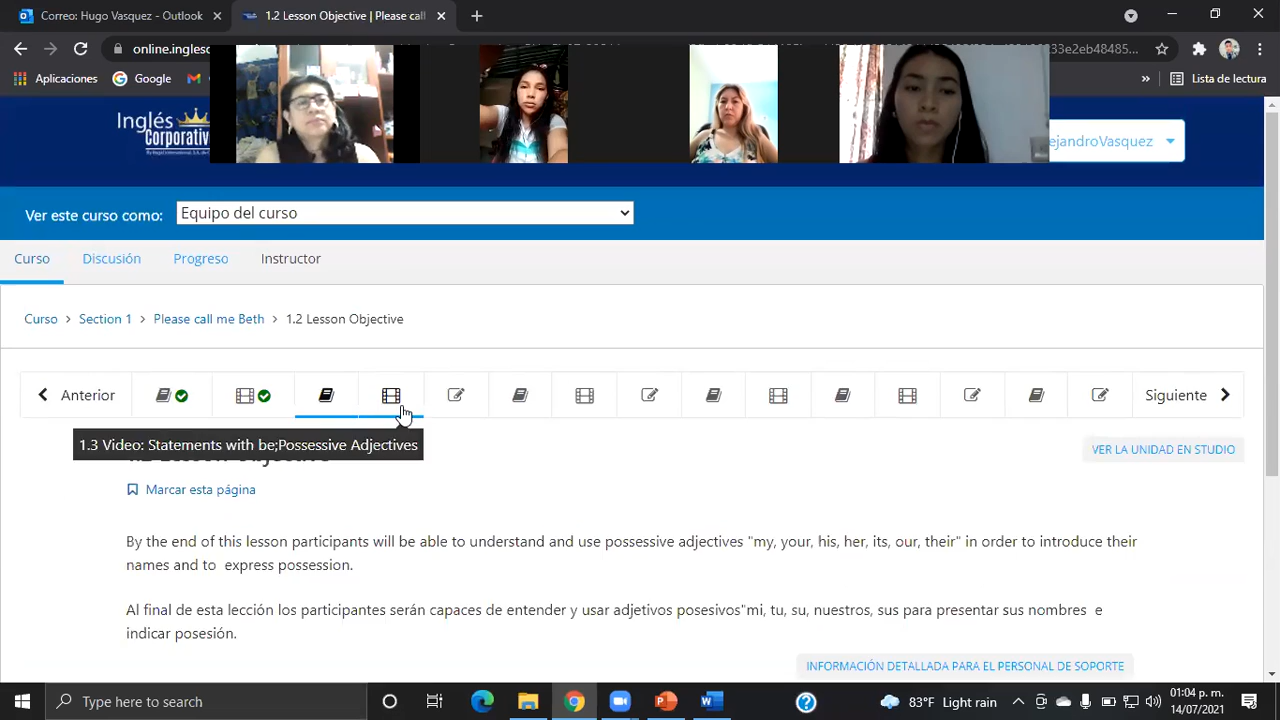 Correo: Hugo Vasquez - Outlook
1.2 Lesson Objective | Please call
online.inglesc
33e2eb48485...
Aplicaciones
Google
Lista de lectura
Inglés
Corporativ
ejandroVasquez
Ver este curso como:
Equipo del curso
Curso
Discusión
Progreso
Instructor
Curso > Section 1 > Please call me Beth > 1.2 Lesson Objective
Anterior
Siguiente
1.3 Video: Statements with be;Possessive Adjectives
VER LA UNIDAD EN STUDIO
Marcar esta página
By the end of this lesson participants will be able to understand and use possessive adjectives "my, your, his, her, its, our, their" in order to introduce their
names and to express possession.
Al final de esta lección los participantes serán capaces de entender y usar adjetivos posesivos"mi, tu, su, nuestros, sus para presentar sus nombres e
indicar posesión.
INFORMACIÓN DETALLADA PARA EL PERSONAL DE SOPORTE
Type here to search
83°F Light rain
01:04 p. m.
14/07/2021